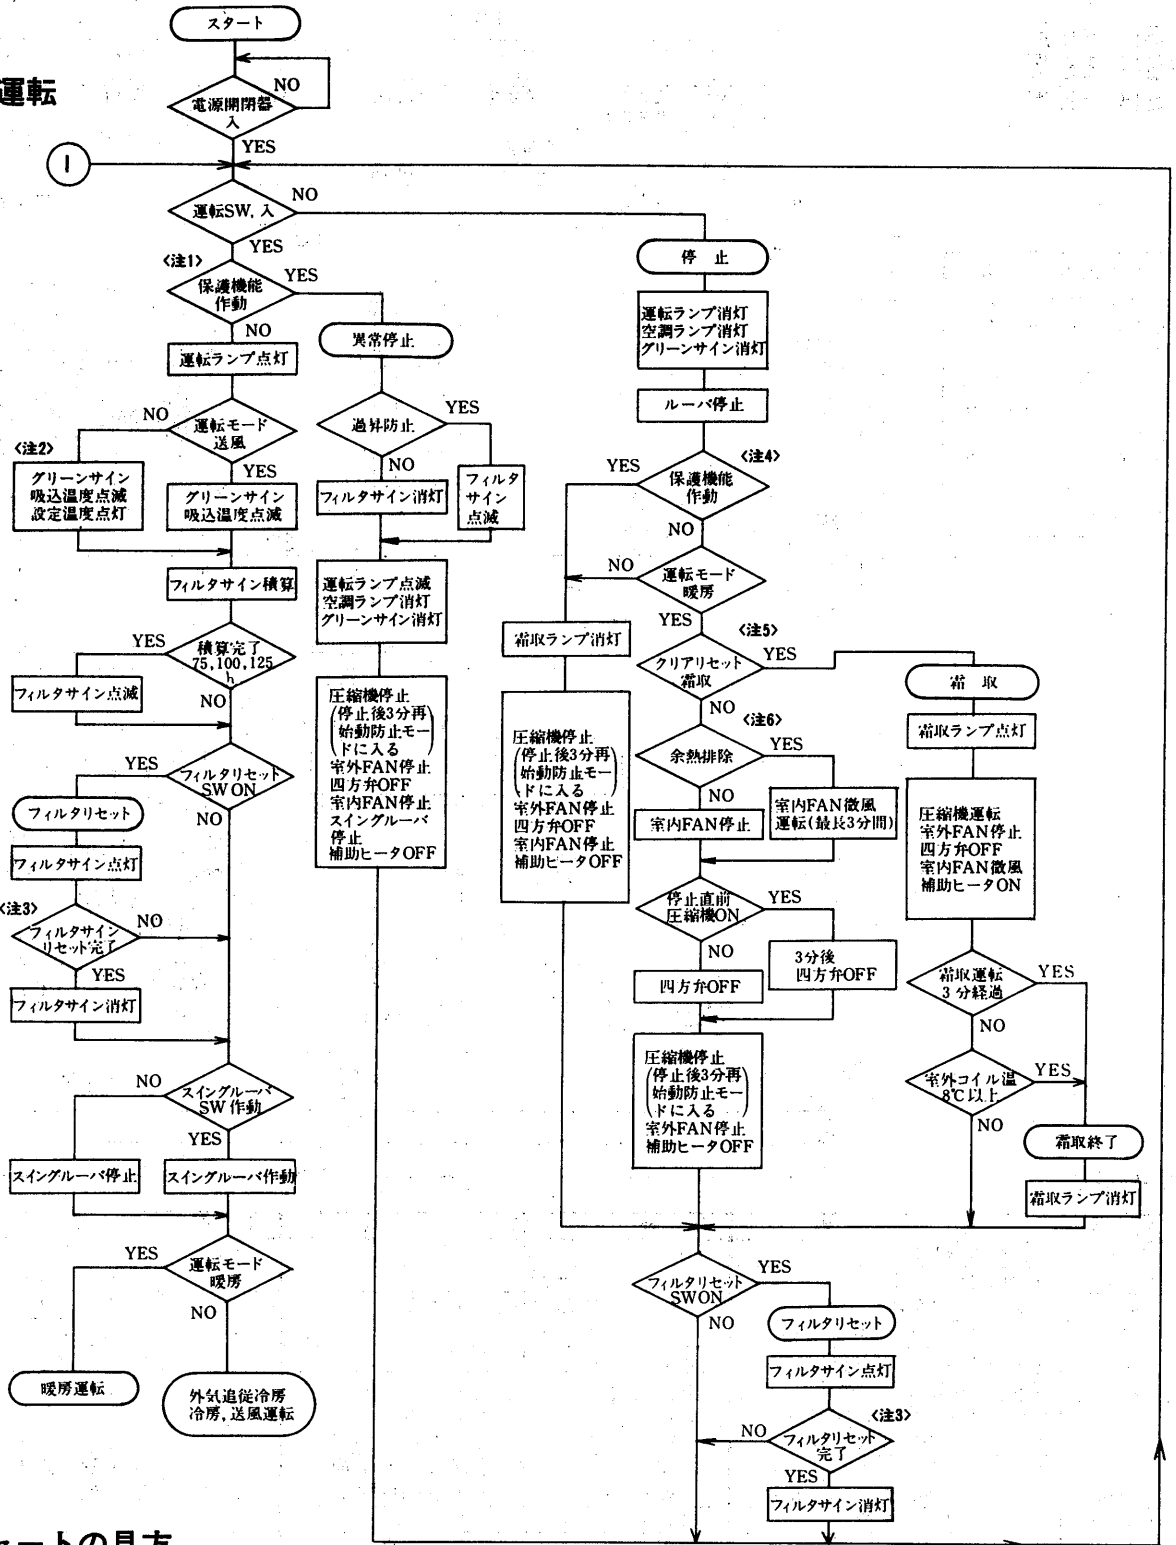 スタート
運転
NO
電源開閉器
入
YES
1
運転SW, 入
NO
YES
<注1>
保護機能
作動
YES
NO
運転ランプ点灯
運転モード
送風
NO
YES
<注2>
グリーンサイン
吸込温度点滅
設定温度点灯
グリーンサイン
吸込温度点滅
フィルタサイン積算
積算完了
75,100,125
h
YES
NO
フィルタサイン点滅
フィルタリセット
SW ON
YES
NO
フィルタリセット
フィルタサイン点灯
<注3>
フィルタサイン
リセット完了
NO
YES
フィルタサイン消灯
スイングルーバ
SW作動
NO
YES
スイングルーバ停止
スイングルーバ作動
運転モード
暖房
YES
NO
暖房運転
外気追従冷房
冷房, 送風運転
異常停止
過昇防止
YES
NO
フィルタサイン消灯
フィルタ
サイン
点滅
運転ランプ点滅
空調ランプ消灯
グリーンサイン消灯
圧縮機停止
(停止後3分再
始動防止モー
ドに入る)
室外FAN停止
四方弁OFF
室内FAN停止
スイングルーバ
停止
補助ヒータOFF
停 止
運転ランプ消灯
空調ランプ消灯
グリーンサイン消灯
ルーバ停止
<注4>
保護機能
作動
YES
NO
運転モード
暖房
NO
YES
霜取ランプ消灯
圧縮機停止
(停止後3分再
始動防止モー
ドに入る)
室外FAN停止
四方弁OFF
室内FAN停止
補助ヒータOFF
<注5>
クリアリセット
霜取
YES
NO
<注6>
余熱排除
YES
NO
室内FAN停止
室内FAN微風
運転(最長3分間)
停止直前
圧縮機ON
YES
NO
四方弁OFF
3分後
四方弁OFF
圧縮機停止
(停止後3分再
始動防止モー
ドに入る)
室外FAN停止
補助ヒータOFF
霜 取
霜取ランプ点灯
圧縮機運転
室外FAN停止
四方弁OFF
室内FAN微風
補助ヒータON
霜取運転
3分経過
YES
NO
室外コイル温
8℃以上
YES
NO
霜取終了
霜取ランプ消灯
フィルタリセット
SW ON
YES
NO
フィルタリセット
フィルタサイン点灯
<注3>
フィルタリセット
完了
NO
YES
フィルタサイン消灯
ャートの見方